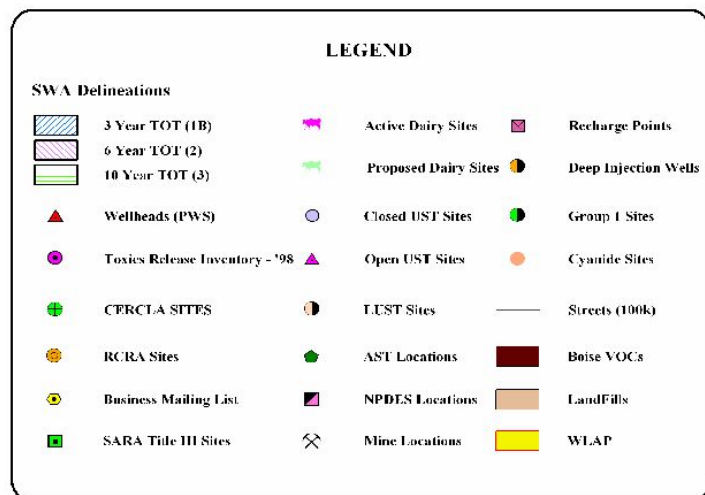 LEGEND
SWA Delineations
3 Year TOT (1B)
6 Year TOT (2)
10 Year TOT (3)
Wellheads (PWS)
Toxics Release Inventory - '98
CERCLA SITES
RCRA Sites
Business Mailing List
SARA Title III Sites
Active Dairy Sites
Proposed Dairy Sites
Closed UST Sites
Open UST Sites
LUST Sites
AST Locations
NPDES Locations
Mine Locations
Recharge Points
Deep Injection Wells
Group 1 Sites
Cyanide Sites
Streets (100k)
Boise VOCs
LandFills
WLAP